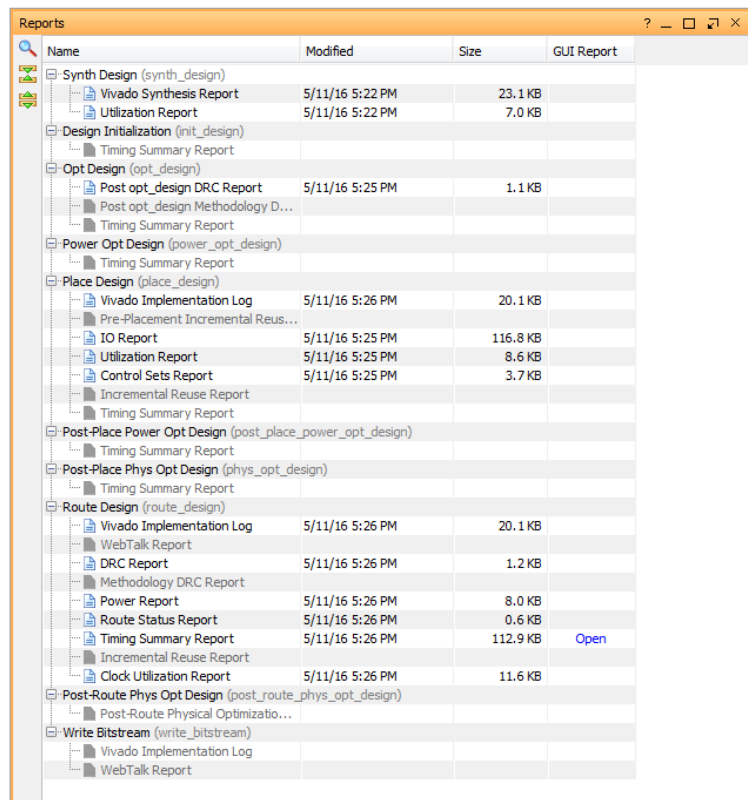 Reports ?
Name Modified Size GUI Report
Synth Design (synth_design)
Vivado Synthesis Report 5/11/16 5:22 PM 23.1 KB
Utilization Report 5/11/16 5:22 PM 7.0 KB
Design Initialization (init_design)
Timing Summary Report
Opt Design (opt_design)
Post opt_design DRC Report 5/11/16 5:25 PM 1.1 KB
Post opt_design Methodology D...
Timing Summary Report
Power Opt Design (power_opt_design)
Timing Summary Report
Place Design (place_design)
Vivado Implementation Log 5/11/16 5:26 PM 20.1 KB
Pre-Placement Incremental Reus...
IO Report 5/11/16 5:25 PM 116.8 KB
Utilization Report 5/11/16 5:25 PM 8.6 KB
Control Sets Report 5/11/16 5:25 PM 3.7 KB
Incremental Reuse Report
Timing Summary Report
Post-Place Power Opt Design (post_place_power_opt_design)
Timing Summary Report
Post-Place Phys Opt Design (phys_opt_design)
Timing Summary Report
Route Design (route_design)
Vivado Implementation Log 5/11/16 5:26 PM 20.1 KB
WebTalk Report
DRC Report 5/11/16 5:26 PM 1.2 KB
Methodology DRC Report
Power Report 5/11/16 5:26 PM 8.0 KB
Route Status Report 5/11/16 5:26 PM 0.6 KB
Timing Summary Report 5/11/16 5:26 PM 112.9 KB Open
Incremental Reuse Report
Clock Utilization Report 5/11/16 5:26 PM 11.6 KB
Post-Route Phys Opt Design (post_route_phys_opt_design)
Post-Route Physical Optimizatio...
Write Bitstream (write_bitstream)
Vivado Implementation Log
WebTalk Report